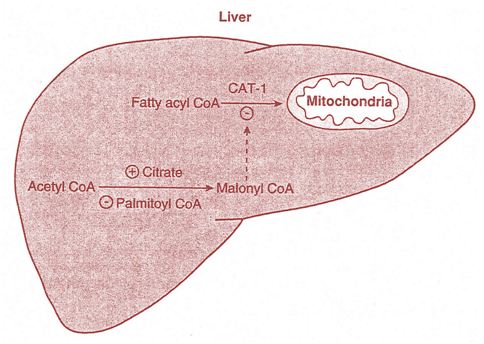 Liver
CAT-1
Fatty acyl CoA
Mitochondria
-
+ Citrate
Acetyl CoA
Malonyl CoA
- Palmitoyl CoA